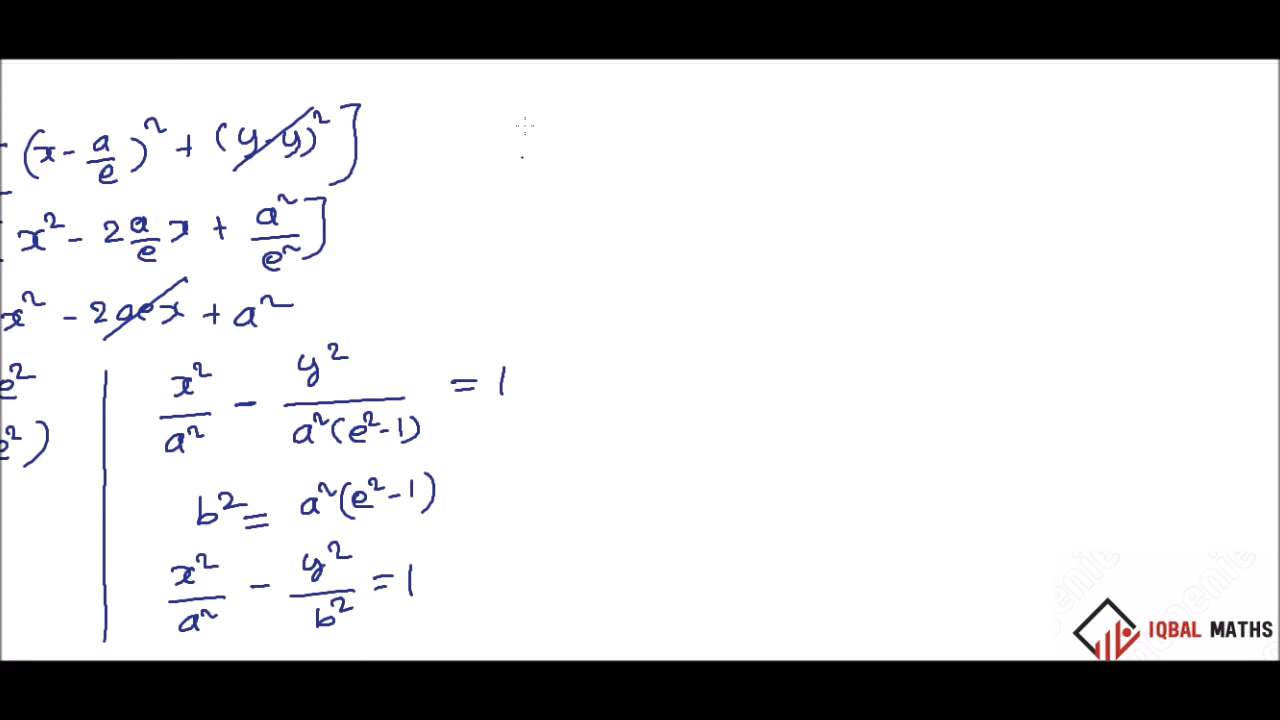 (x - a/e)² + (y - y)² ]
x² - 2 a/e x + a²/e² ]
x² - 2aex + a²
e²
e²)
x²/a² - y²/a²(e²-1) = 1
b² = a²(e²-1)
x²/a² - y²/b² = 1
IQBAL MATHS